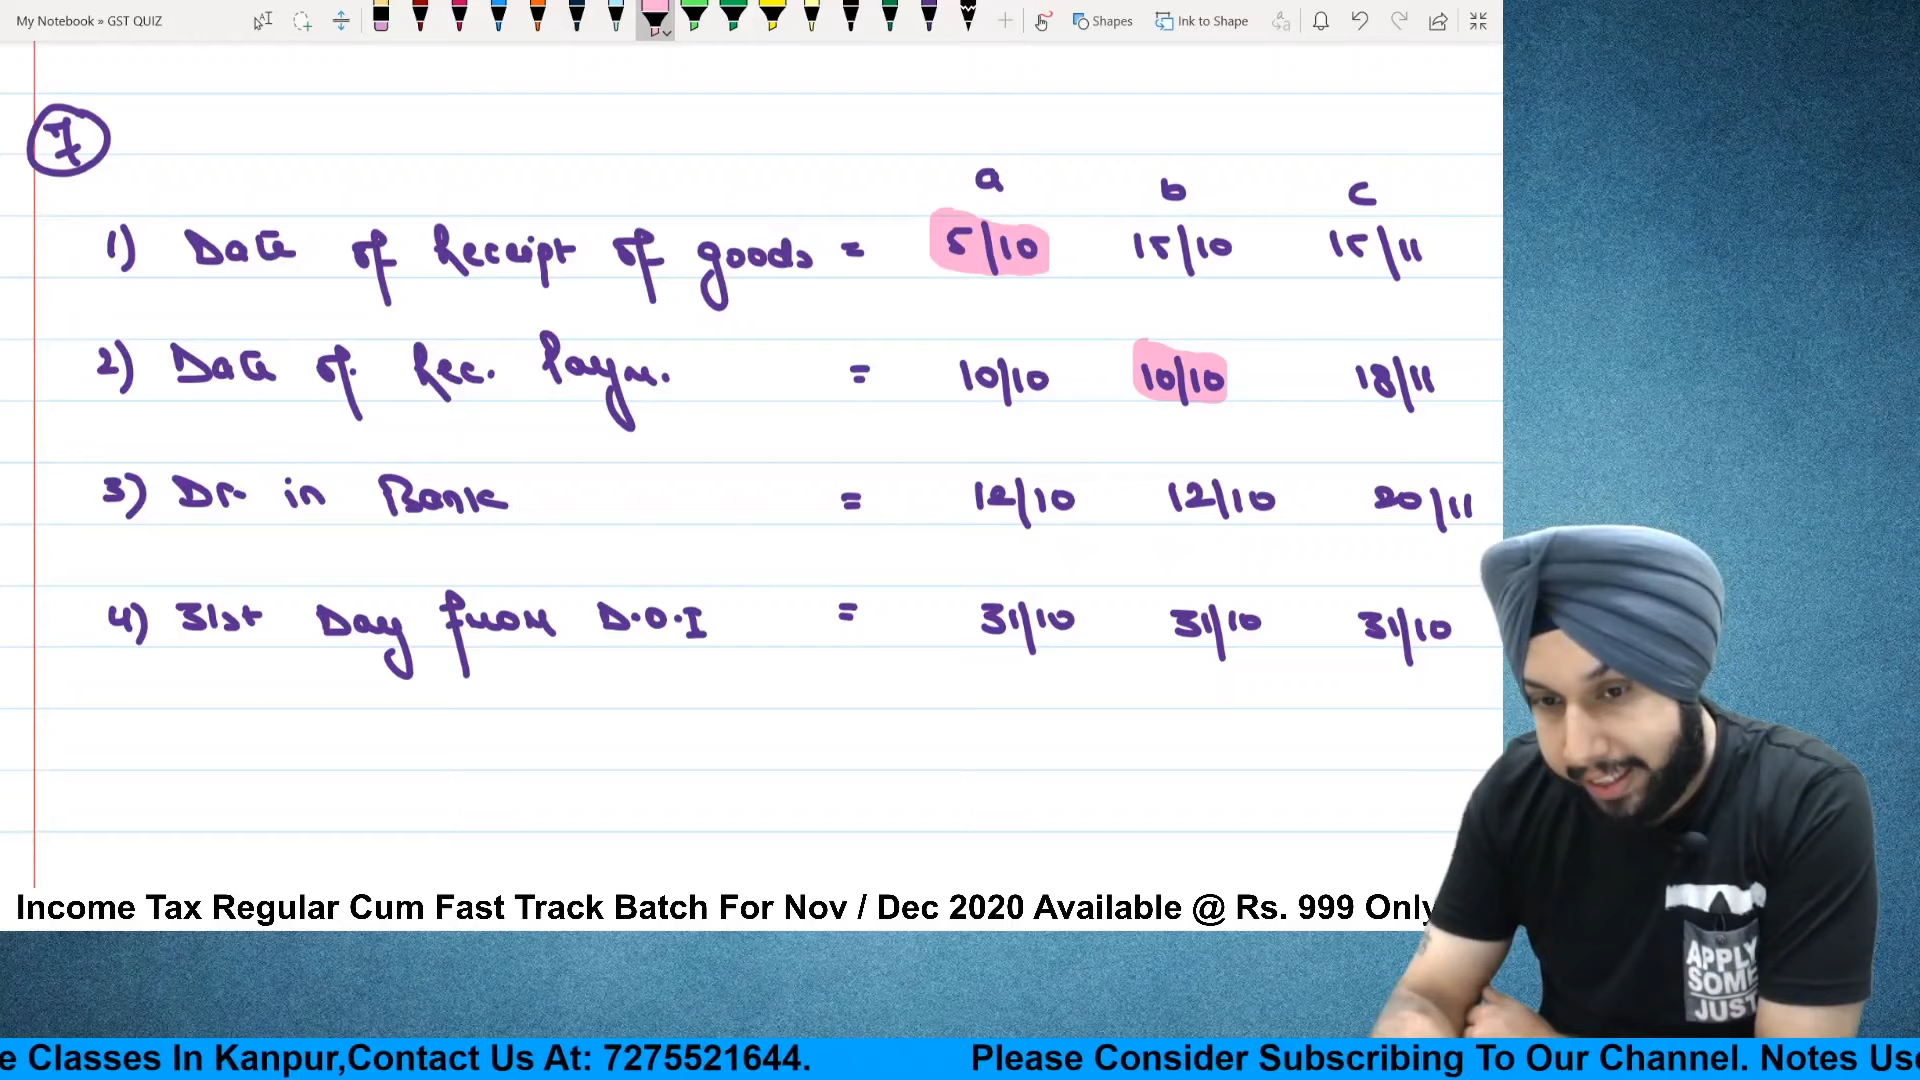 My Notebook » GST QUIZ
Shapes
Ink to Shape
7
a b c
1) Date of Receipt of goods = 5/10 15/10 15/11
2) Date of Rec. Paym. = 10/10 10/10 18/11
3) Dr in Bank = 12/10 12/10 20/11
4) 31st Day from D.O.I = 31/10 31/10 31/10
Income Tax Regular Cum Fast Track Batch For Nov / Dec 2020 Available @ Rs. 999 Only
APPLY
SOME
JUST
e Classes In Kanpur,Contact Us At: 7275521644. Please Consider Subscribing To Our Channel. Notes Use